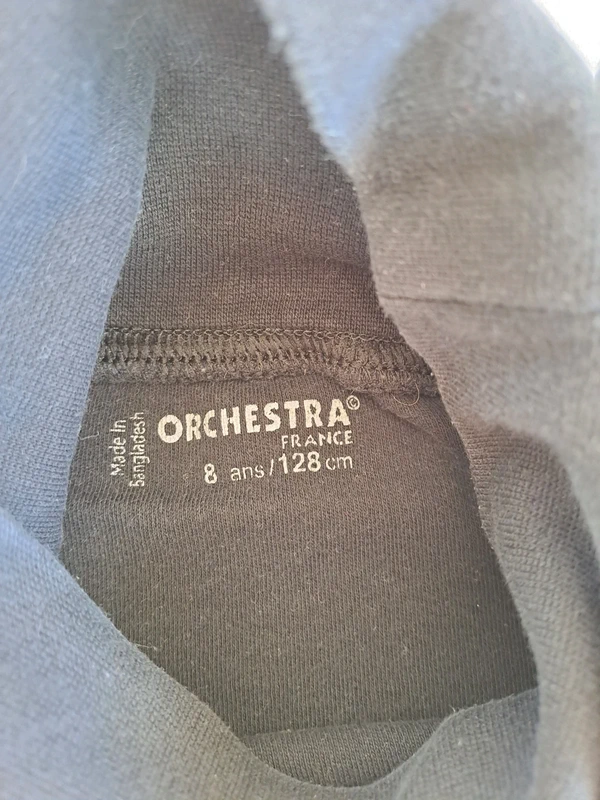 ORCHESTRA©
FRANCE
8 ans/128 cm
Made In
Bangladesh